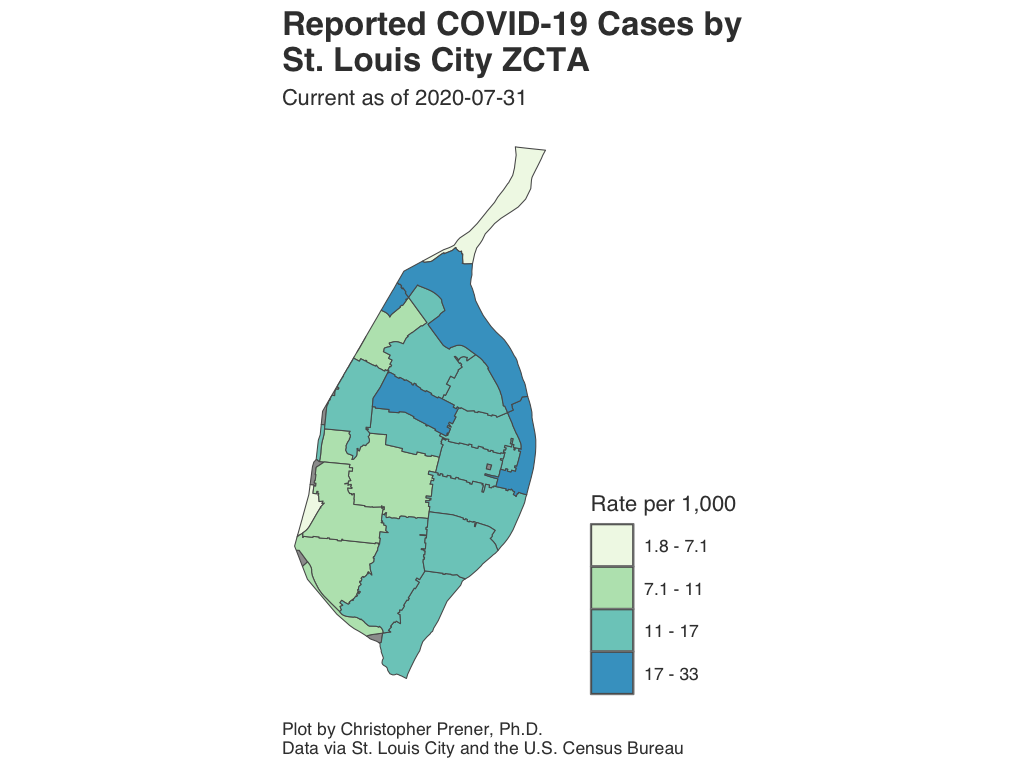 Reported COVID-19 Cases by
St. Louis City ZCTA
Current as of 2020-07-31
Rate per 1,000
1.8 - 7.1
7.1 - 11
11 - 17
17 - 33
Plot by Christopher Prener, Ph.D.
Data via St. Louis City and the U.S. Census Bureau